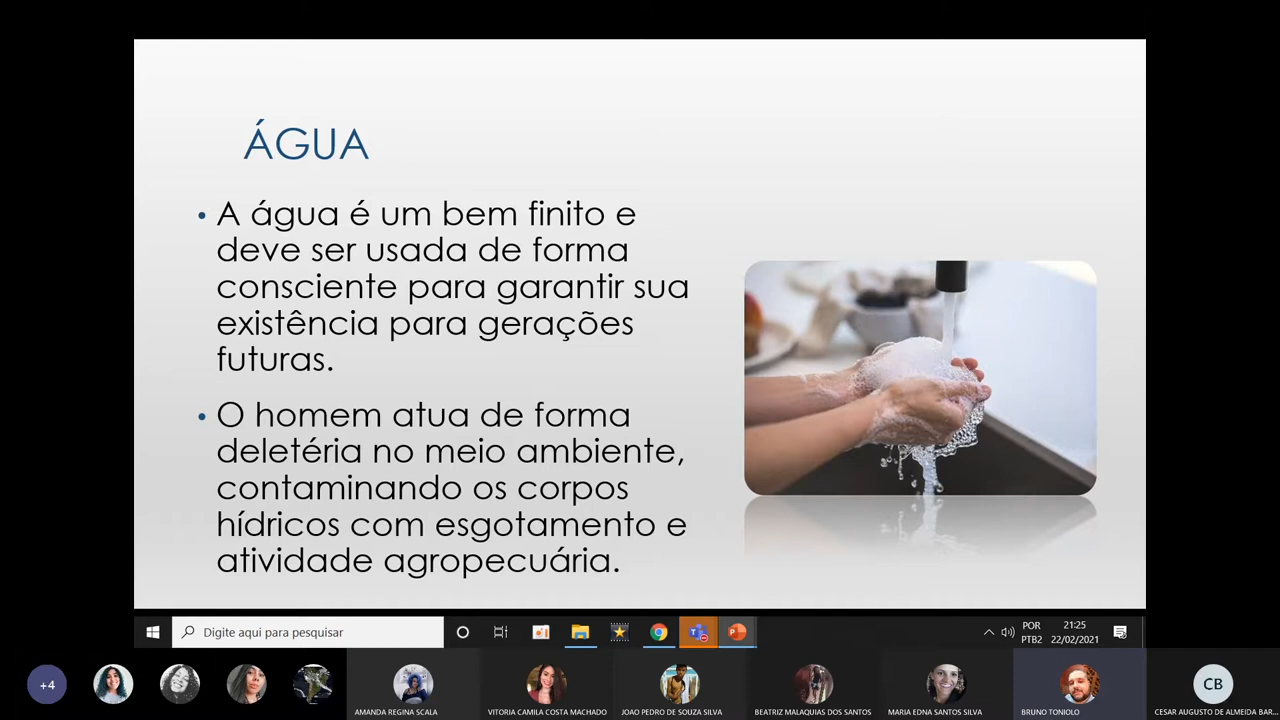 ÁGUA
• A água é um bem finito e
deve ser usada de forma
consciente para garantir sua
existência para gerações
futuras.
• O homem atua de forma
deletéria no meio ambiente,
contaminando os corpos
hídricos com esgotamento e
atividade agropecuária.
Digite aqui para pesquisar
POR
PTB2
21:25
22/02/2021
+4
AMANDA REGINA SCALA
VITORIA CAMILA COSTA MACHADO
JOAO PEDRO DE SOUZA SILVA
BEATRIZ MALAQUIAS DOS SANTOS
MARIA EDNA SANTOS SILVA
BRUNO TONIOLO
CB
CESAR AUGUSTO DE ALMEIDA BAR...